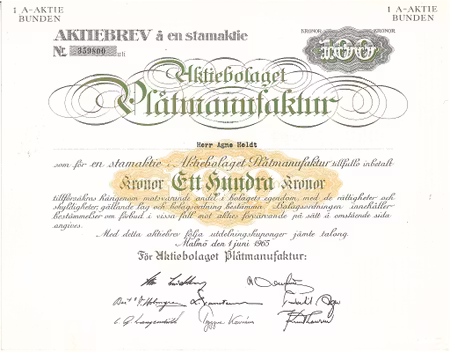 1 A-AKTIE
BUNDEN
1 A-AKTIE
BUNDEN
AKTIEBREV å en stamaktie
Nr. 359800 ett
KRONOR 100 KRONOR
Aktiebolaget
Plåtmanufaktur
Herr Agne Heldt
som för en stamaktie i Aktiebolaget Plåtmanufaktur tillfullo inbetalt
Kronor Ett Hundra Kronor
tillförsäkras härigenom motsvarande andel i bolagets egendom, med de rättigheter och
skyldigheter gällande lag och bolagsordning bestämma. Bolagsordningen innehåller
bestämmelser om förbud i vissa fall mot akties förvärvande på sätt å omstående sida
angives.
Med detta aktiebrev följa utdelningskuponger jämte talong.
Malmö den 1 juni 1963
För Aktiebolaget Plåtmanufaktur: